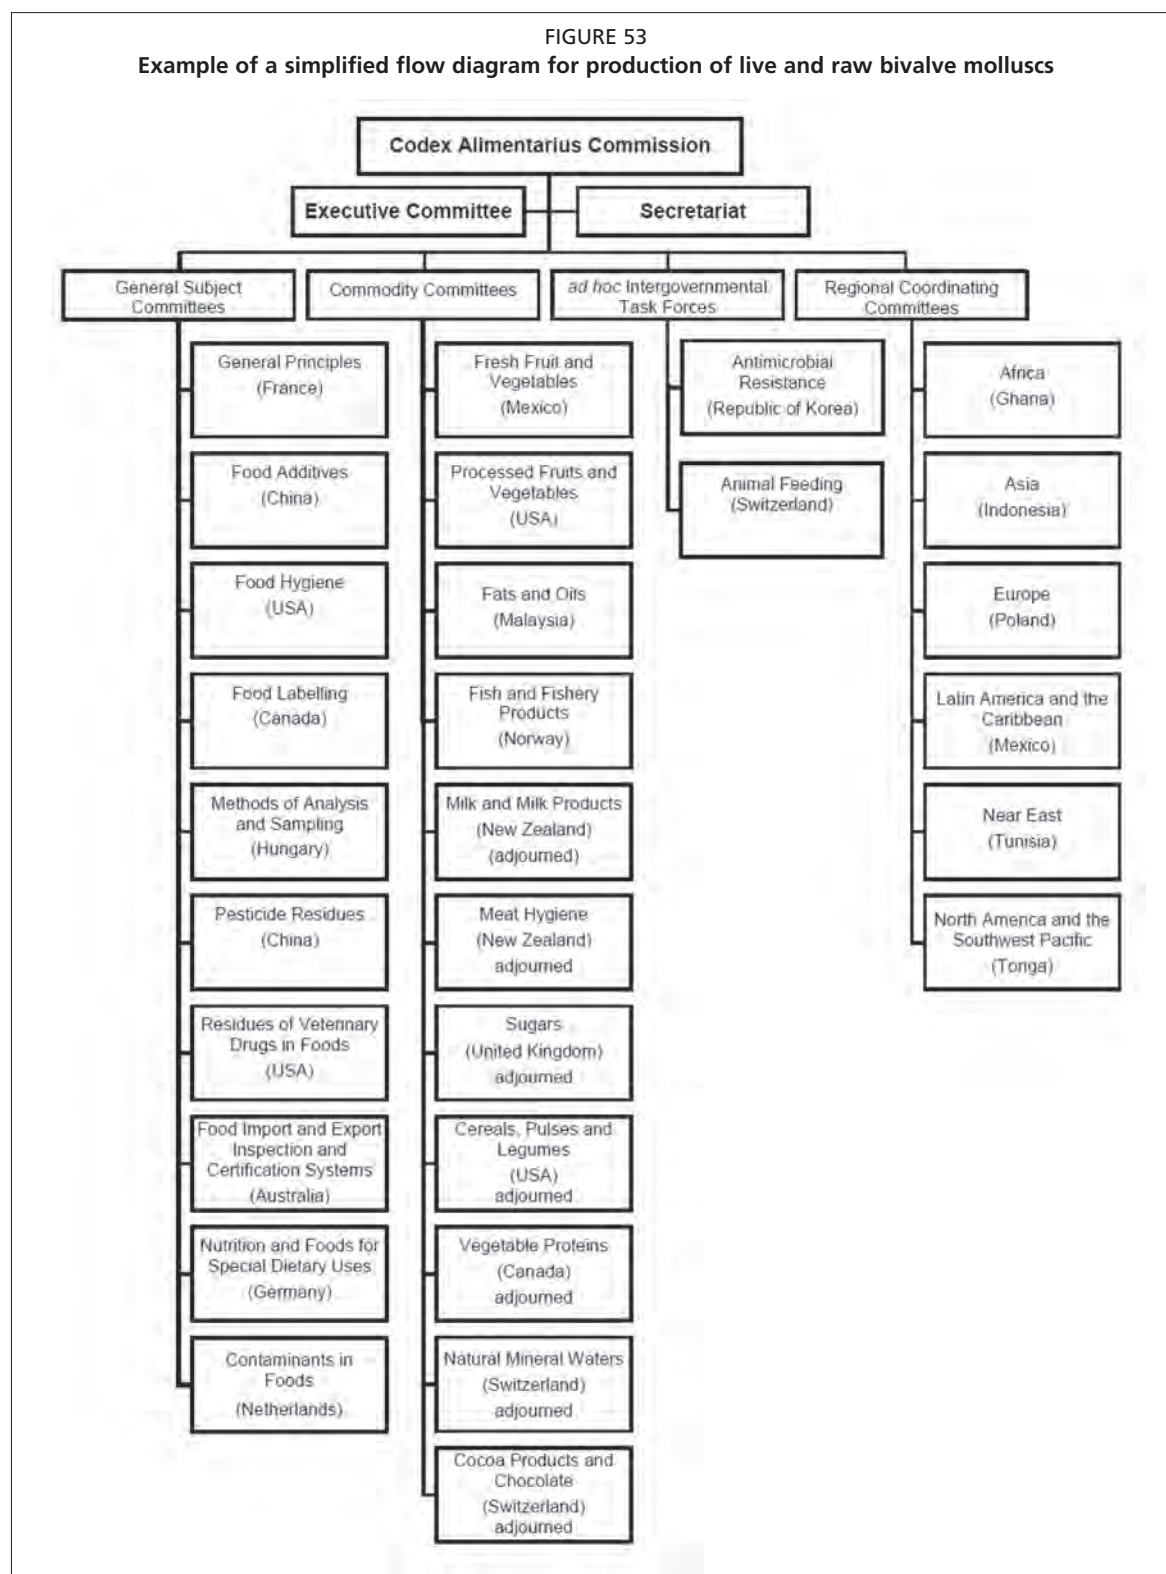 FIGURE 53
Example of a simplified flow diagram for production of live and raw bivalve molluscs
Codex Alimentarius Commission
Executive Committee
Secretariat
General Subject
Committees
Commodity Committees
ad hoc Intergovernmental
Task Forces
Regional Coordinating
Committees
General Principles
(France)
Food Additives
(China)
Food Hygiene
(USA)
Food Labelling
(Canada)
Methods of Analysis
and Sampling
(Hungary)
Pesticide Residues
(China)
Residues of Veterinary
Drugs in Foods
(USA)
Food Import and Export
Inspection and
Certification Systems
(Australia)
Nutrition and Foods for
Special Dietary Uses
(Germany)
Contaminants in
Foods
(Netherlands)
Fresh Fruit and
Vegetables
(Mexico)
Processed Fruits and
Vegetables
(USA)
Fats and Oils
(Malaysia)
Fish and Fishery
Products
(Norway)
Milk and Milk Products
(New Zealand)
(adjourned)
Meat Hygiene
(New Zealand)
adjourned
Sugars
(United Kingdom)
adjourned
Cereals, Pulses and
Legumes
(USA)
adjourned
Vegetable Proteins
(Canada)
adjourned
Natural Mineral Waters
(Switzerland)
adjourned
Cocoa Products and
Chocolate
(Switzerland)
adjourned
Antimicrobial
Resistance
(Republic of Korea)
Animal Feeding
(Switzerland)
Africa
(Ghana)
Asia
(Indonesia)
Europe
(Poland)
Latin America and the
Caribbean
(Mexico)
Near East
(Tunisia)
North America and the
Southwest Pacific
(Tonga)